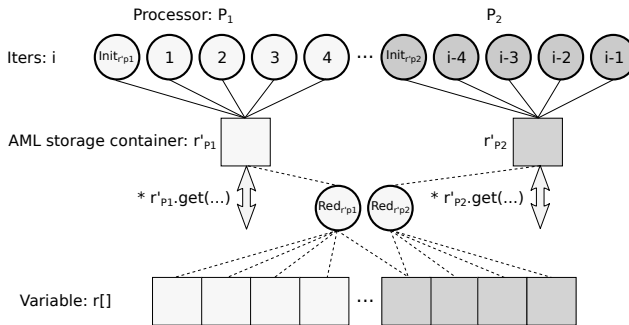 Processor: P1 P2
Iters: i Initr'p1 1 2 3 4 ... Initr'p2 i-4 i-3 i-2 i-1
AML storage container: r'P1 r'P2
* r'P1.get(...) Redr'p1 Redr'p2 * r'P2.get(...)
Variable: r[] ...